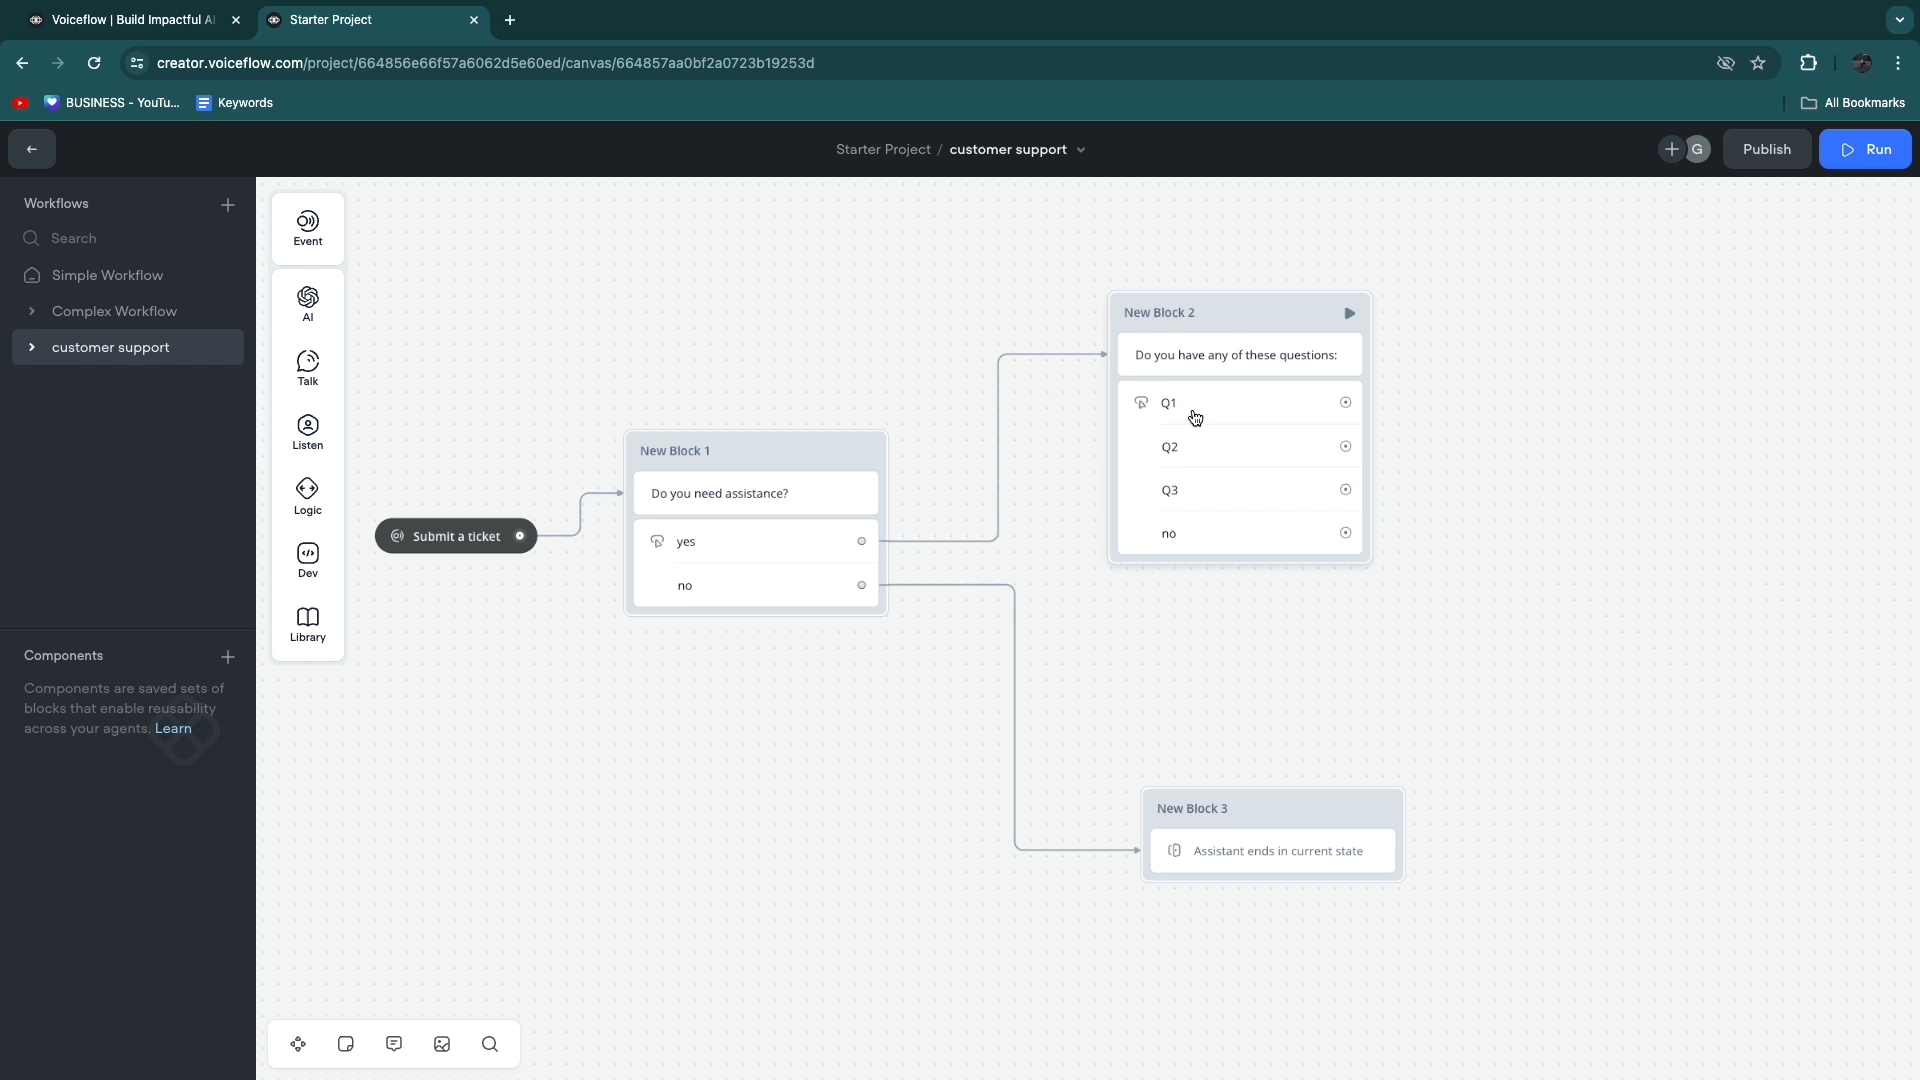 Voiceflow | Build Impactful AI
Starter Project
creator.voiceflow.com/project/664856e66f57a6062d5e60ed/canvas/664857aa0bf2a0723b19253d
BUSINESS - YouTu...
Keywords
All Bookmarks
Starter Project / customer support
G
Publish
Run
Workflows
Search
Simple Workflow
Complex Workflow
customer support
Components
Components are saved sets of
blocks that enable reusability
across your agents. Learn
Event
AI
Talk
Listen
Logic
Dev
Library
Submit a ticket
New Block 1
Do you need assistance?
yes
no
New Block 2
Do you have any of these questions:
Q1
Q2
Q3
no
New Block 3
Assistant ends in current state